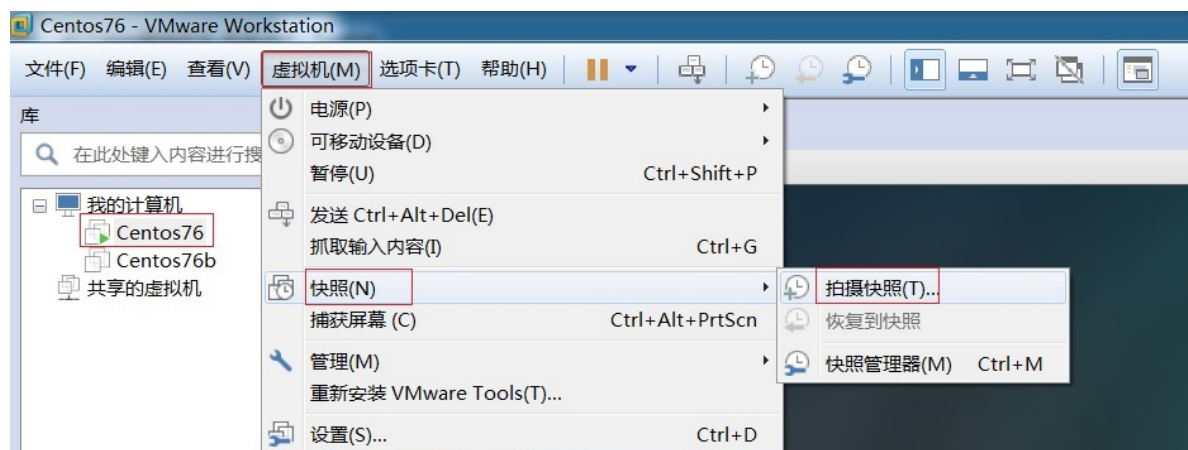 Centos76 - VMware Workstation
文件(F) 编辑(E) 查看(V) 虚拟机(M) 选项卡(T) 帮助(H)
库
在此处键入内容进行搜
我的计算机
Centos76
Centos76b
共享的虚拟机
电源(P)
可移动设备(D)
暂停(U) Ctrl+Shift+P
发送 Ctrl+Alt+Del(E)
抓取输入内容(I) Ctrl+G
快照(N)
捕获屏幕 (C) Ctrl+Alt+PrtScn
管理(M)
重新安装 VMware Tools(T)...
设置(S)... Ctrl+D
拍摄快照(T)...
恢复到快照
快照管理器(M) Ctrl+M